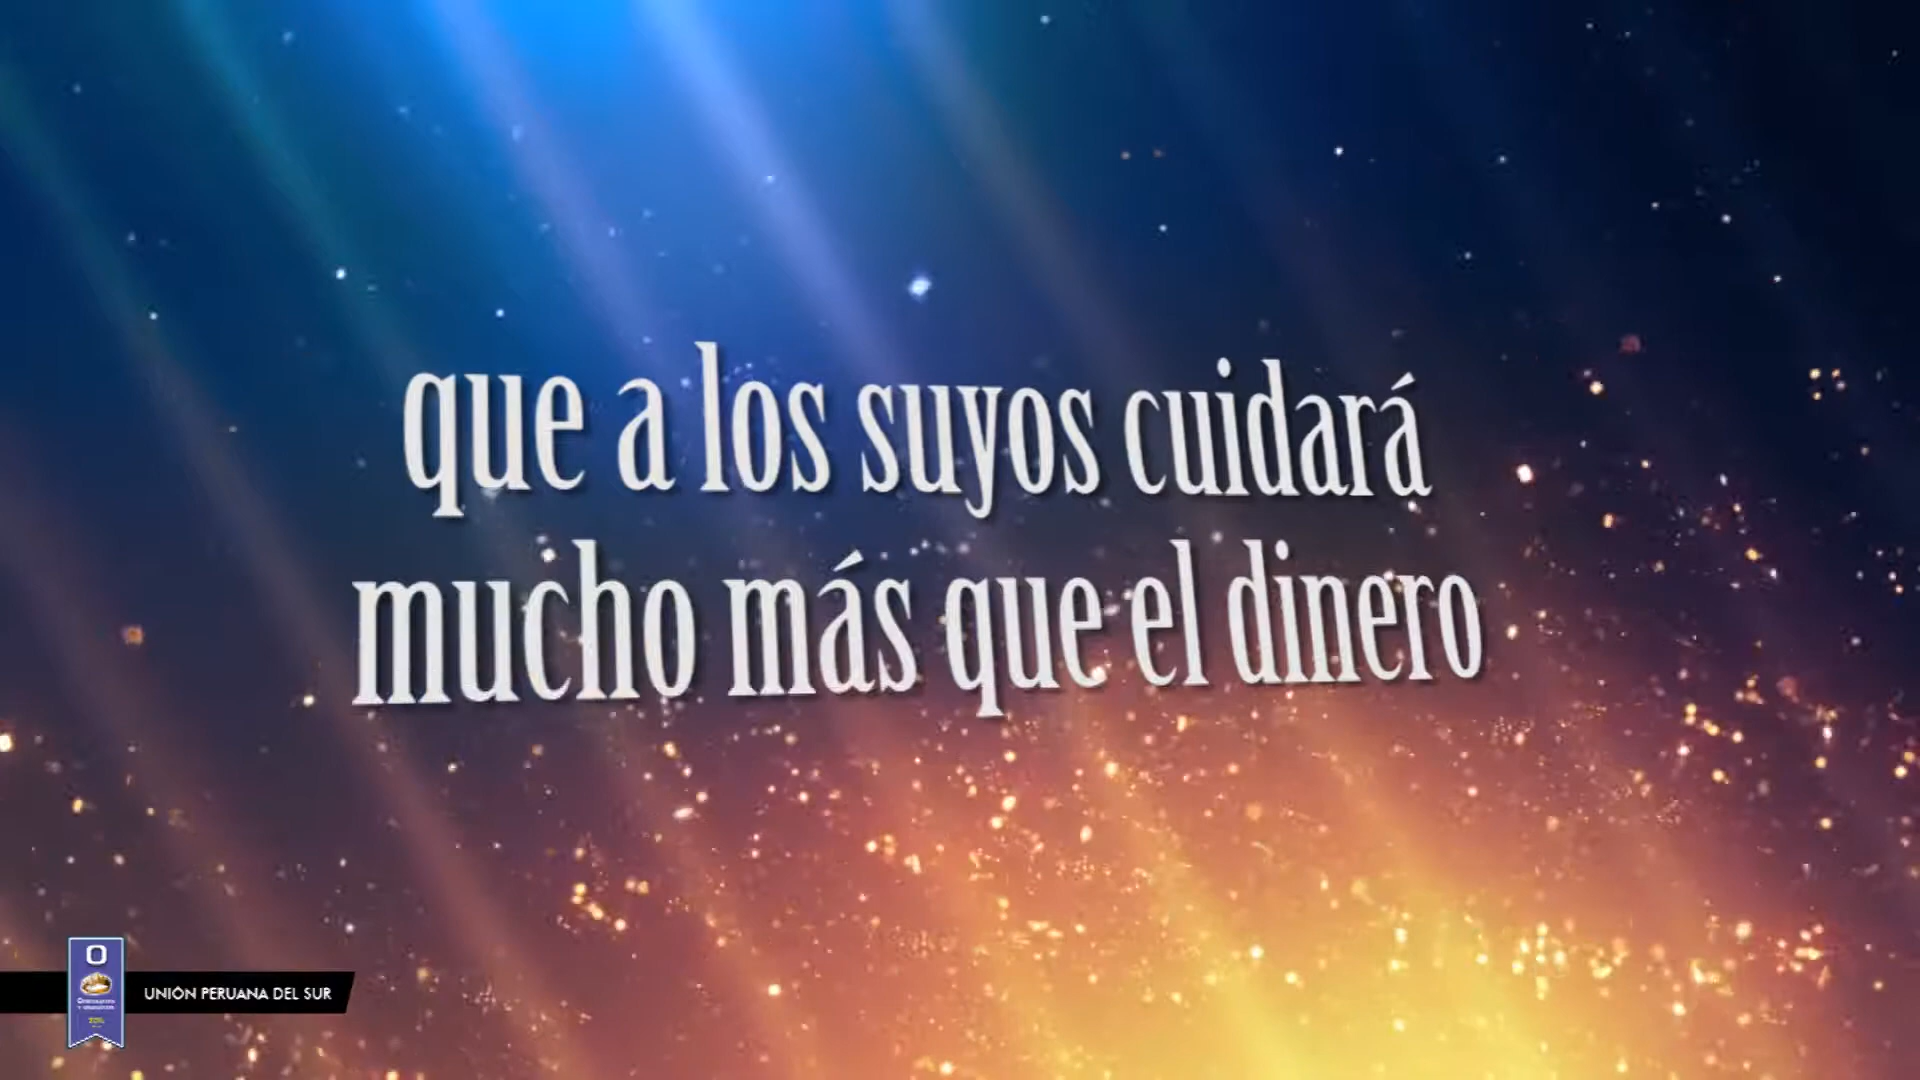 que a los suyos cuidará
mucho más que el dinero
O
UNIÓN PERUANA DEL SUR